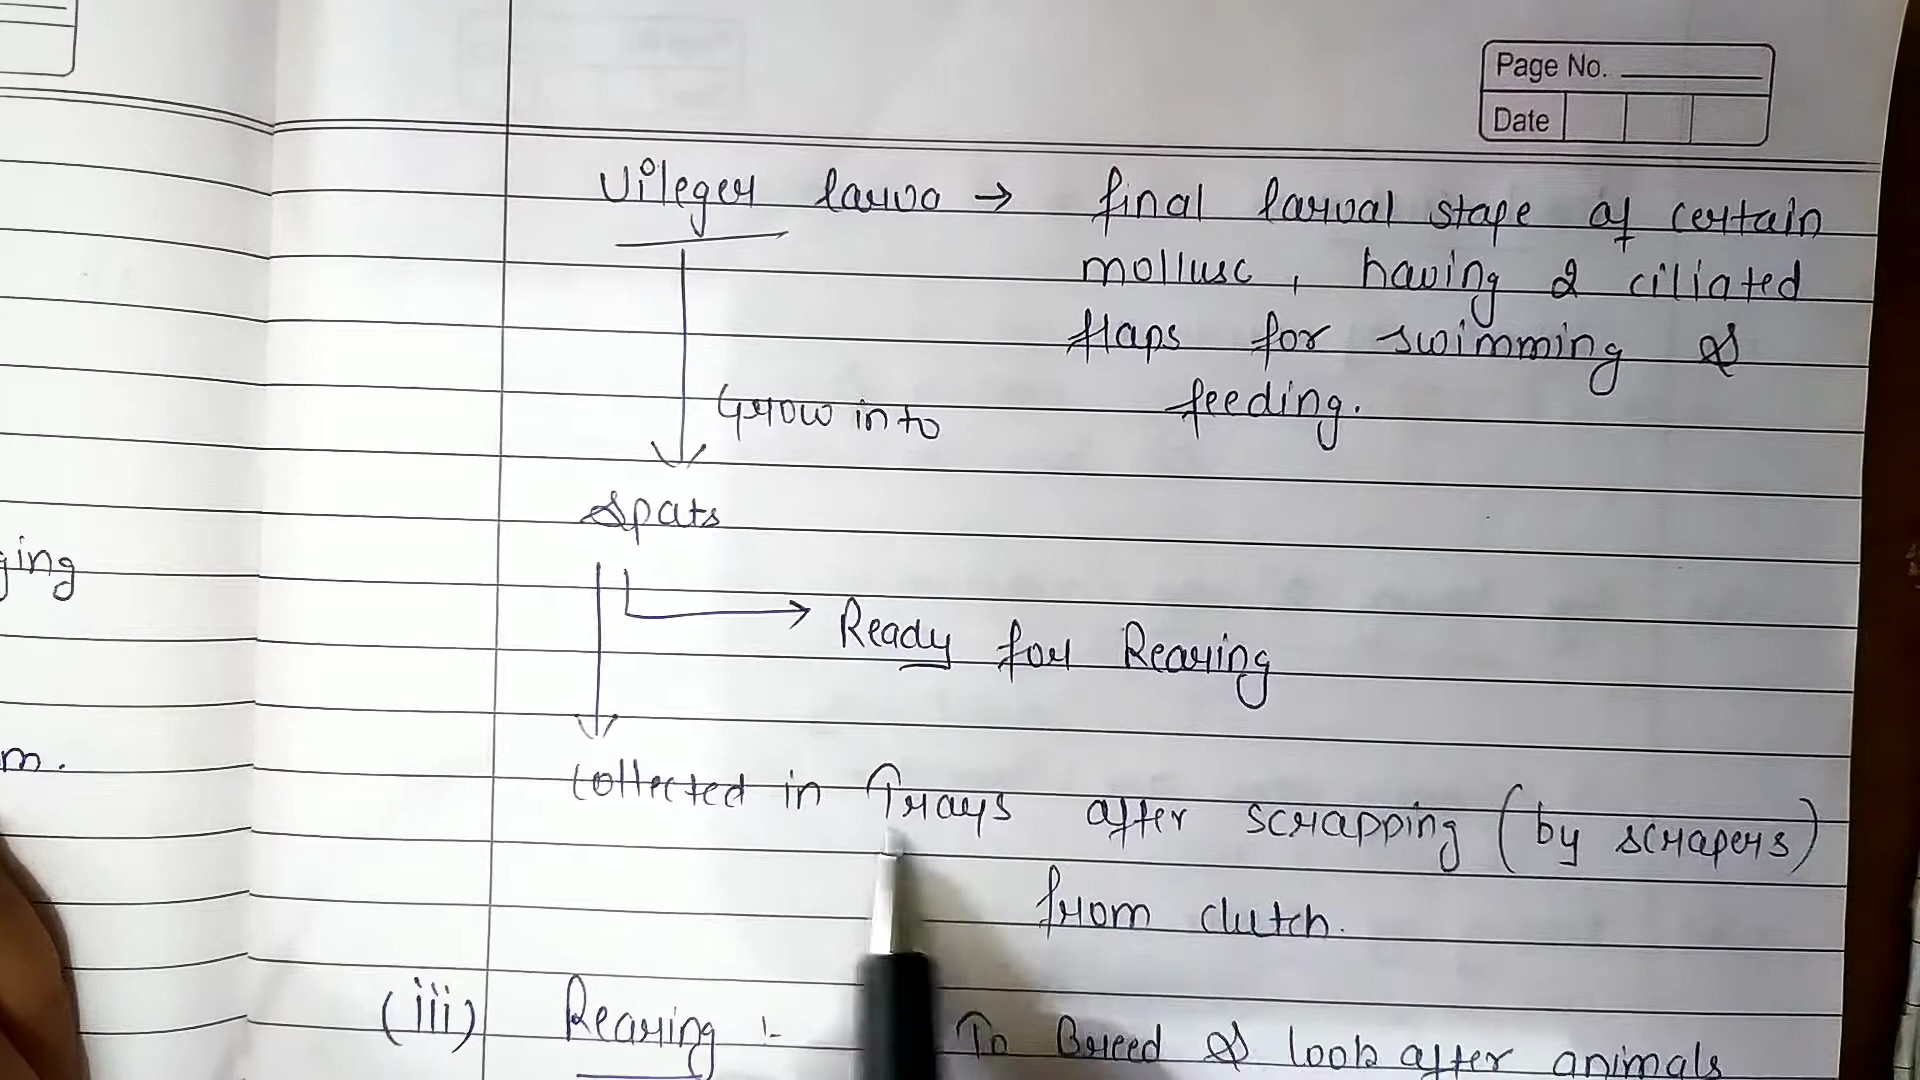 Page No.
Date
Vileger larva → final larval stage of certain
mollusc, having 2 ciliated
flaps for swimming &
feeding.
Grow into
Spats
ging
Ready for Rearing
m.
Collected in Trays after scrapping (by scrapers)
from clutch.
(iii) Rearing :- To Breed & look after animals